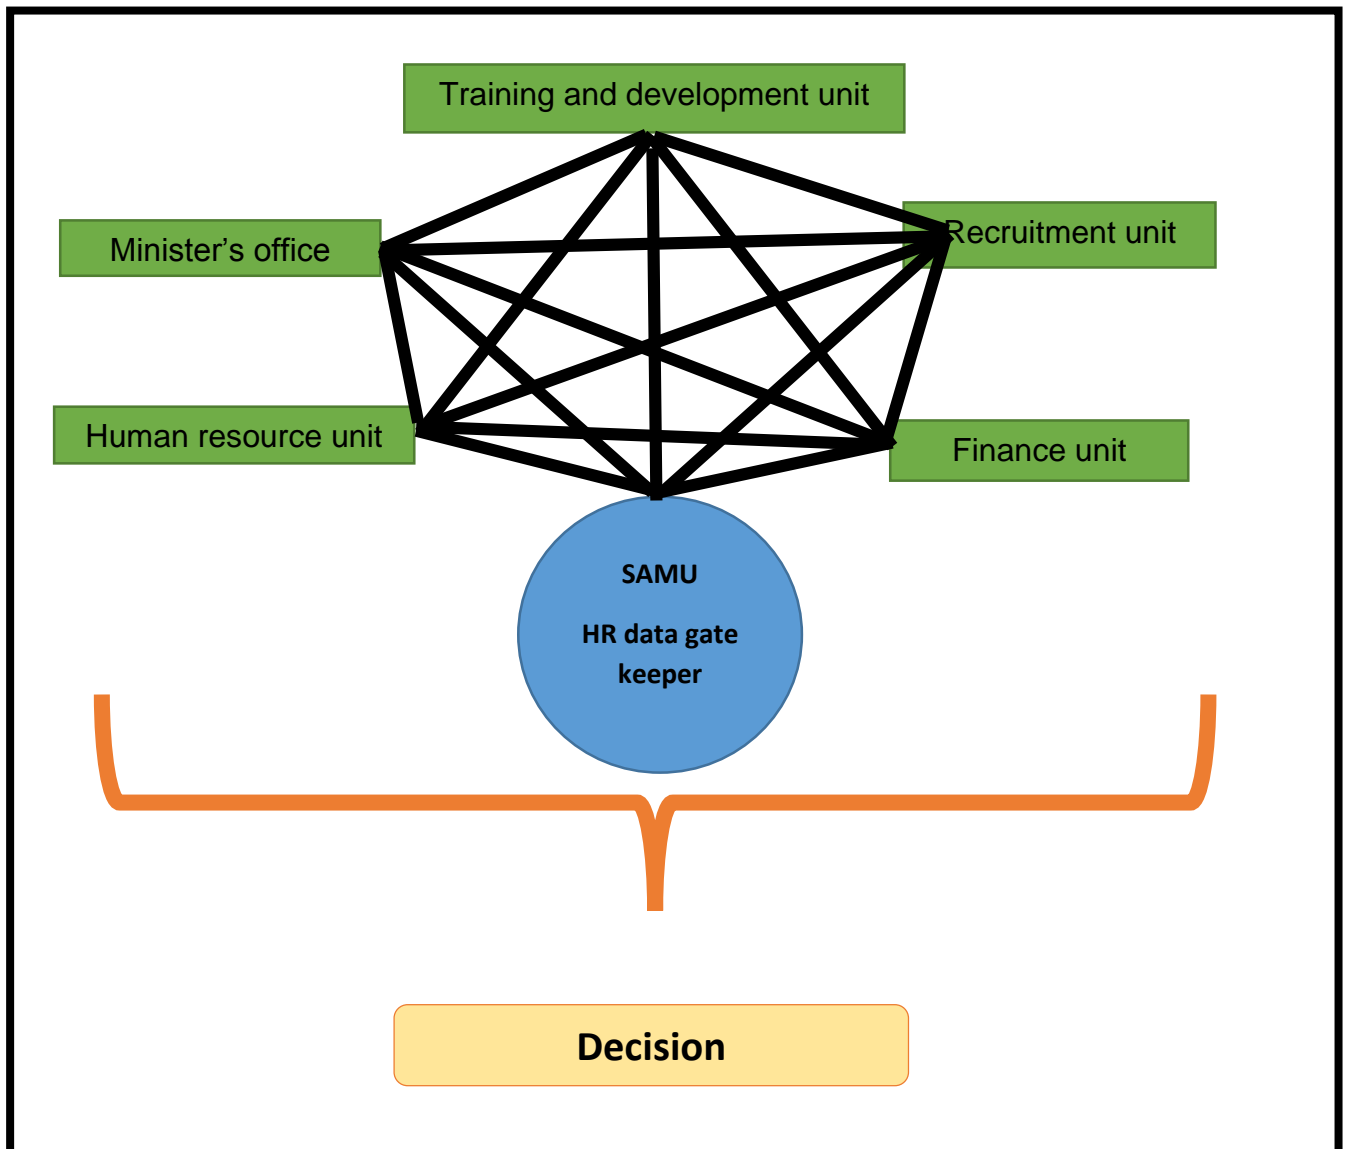 Training and development unit
Minister’s office
Recruitment unit
Human resource unit
Finance unit
SAMU
HR data gate
keeper
Decision